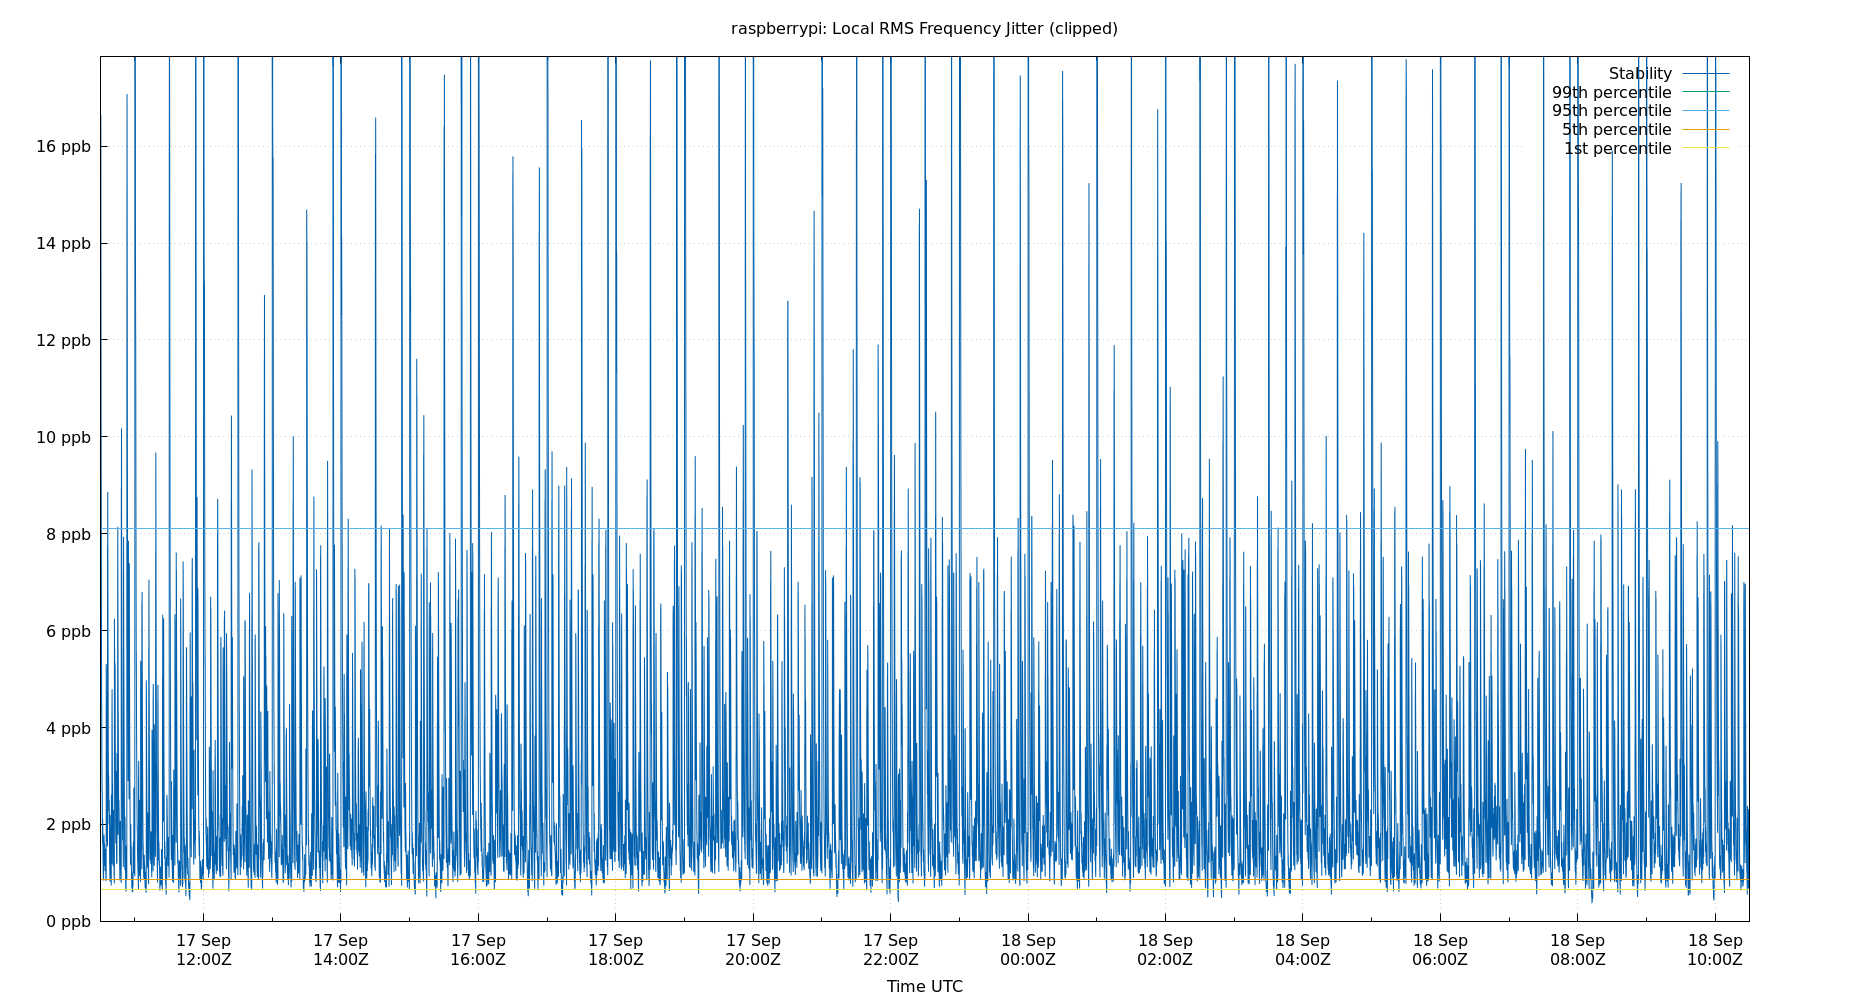 raspberrypi: Local RMS Frequency Jitter (clipped)
Stability
99th percentile
95th percentile
5th percentile
1st percentile
16 ppb
14 ppb
12 ppb
10 ppb
8 ppb
6 ppb
4 ppb
2 ppb
0 ppb
17 Sep 17 Sep 17 Sep 17 Sep 17 Sep 17 Sep 18 Sep 18 Sep 18 Sep 18 Sep 18 Sep 18 Sep
12:00Z 14:00Z 16:00Z 18:00Z 20:00Z 22:00Z 00:00Z 02:00Z 04:00Z 06:00Z 08:00Z 10:00Z
Time UTC